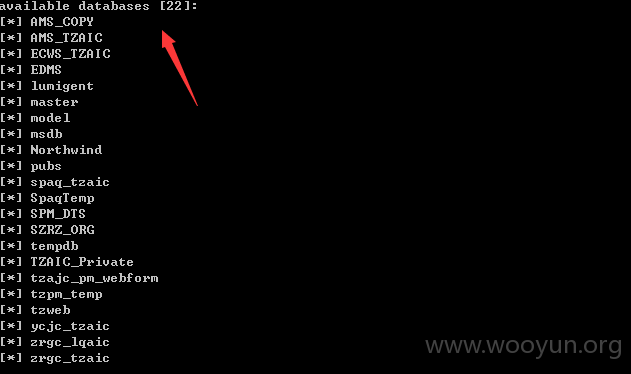 available databases [22]:
[*] AMS_COPY
[*] AMS_TZAIC
[*] ECWS_TZAIC
[*] EDMS
[*] lumigent
[*] master
[*] model
[*] msdb
[*] Northwind
[*] pubs
[*] spaq_tzaic
[*] SpaqTemp
[*] SPM_DTS
[*] SZRZ_ORG
[*] tempdb
[*] TZAIC_Private
[*] tzajc_pm_webform
[*] tzpm_temp
[*] tzweb
[*] ycjc_tzaic
[*] zrgc_lqaic
[*] zrgc_tzaic
www.wooyun.org